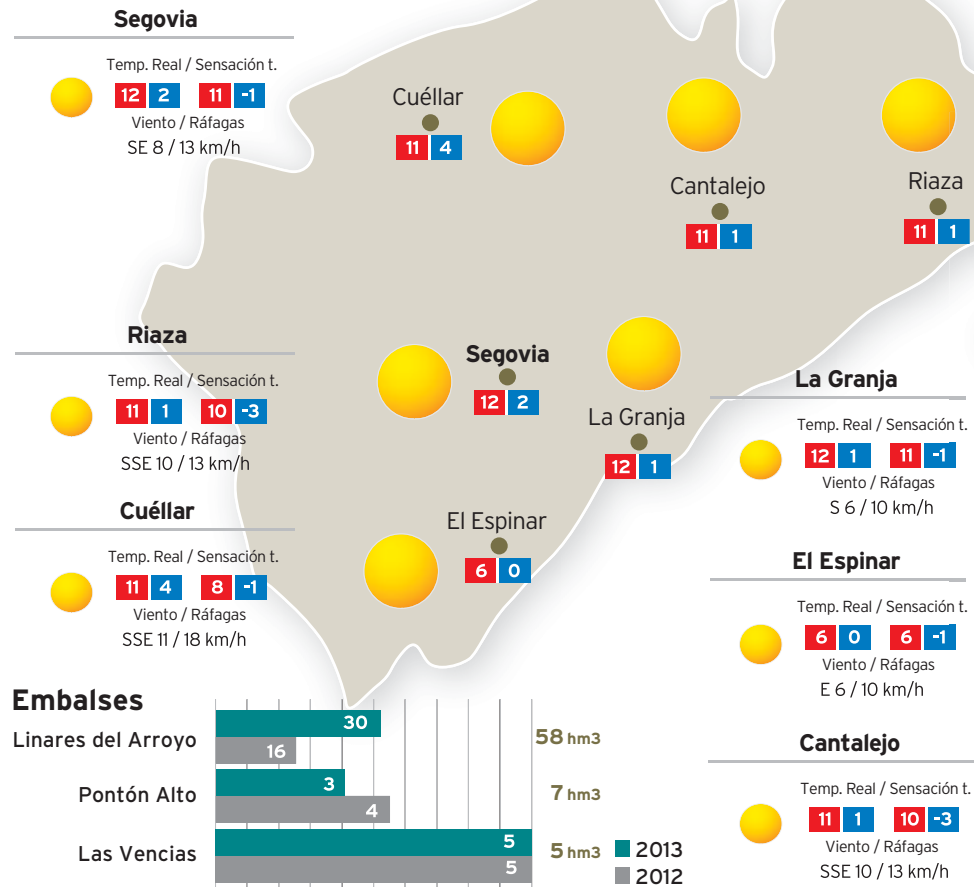 Segovia
Temp. Real / Sensación t.
12 2 11 -1
Viento / Ráfagas
SE 8 / 13 km/h
Cuéllar
11 4
Cantalejo
11 1
Riaza
11 1
Riaza
Temp. Real / Sensación t.
11 1 10 -3
Viento / Ráfagas
SSE 10 / 13 km/h
Segovia
12 2
La Granja
12 1
La Granja
Temp. Real / Sensación t.
12 1 11 -1
Viento / Ráfagas
S 6 / 10 km/h
Cuéllar
Temp. Real / Sensación t.
11 4 8 -1
Viento / Ráfagas
SSE 11 / 18 km/h
El Espinar
6 0
El Espinar
Temp. Real / Sensación t.
6 0 6 -1
Viento / Ráfagas
E 6 / 10 km/h
Embalses
Linares del Arroyo
30
16
58 hm3
Pontón Alto
3
4
7 hm3
Las Vencias
5
5
5 hm3
2013
2012
Cantalejo
Temp. Real / Sensación t.
11 1 10 -3
Viento / Ráfagas
SSE 10 / 13 km/h